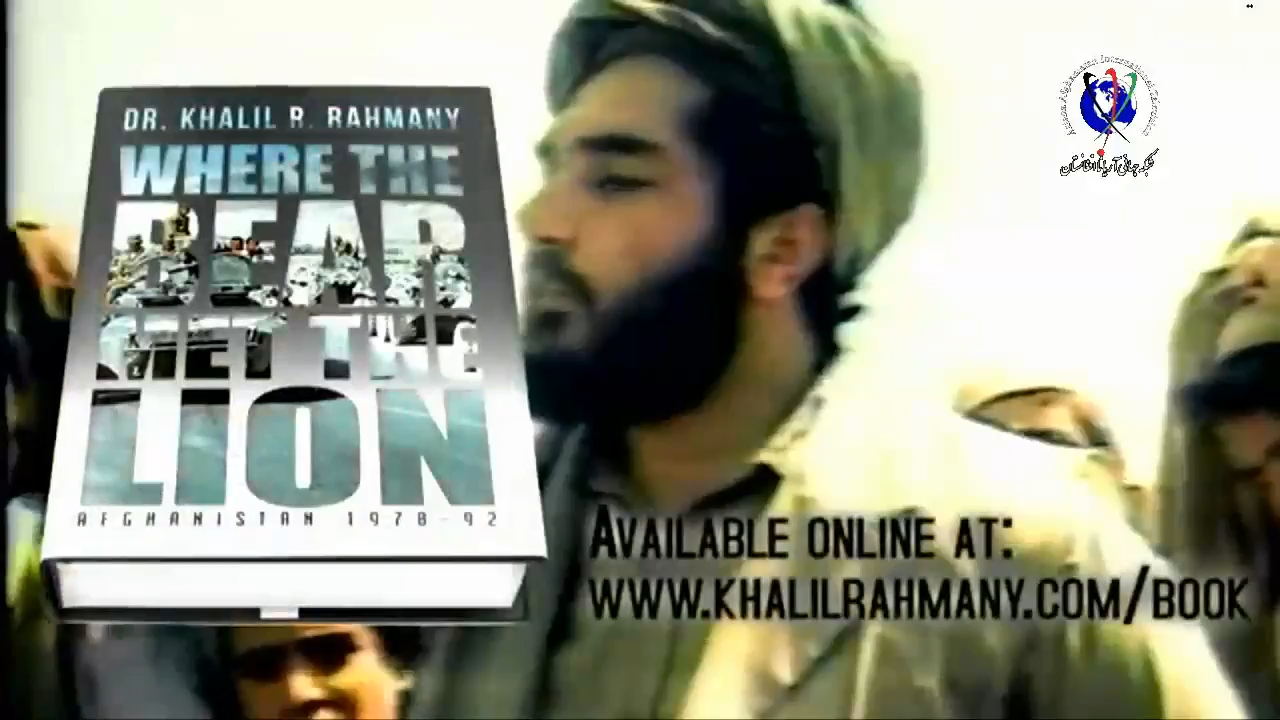 DR. KHALIL R. RAHMANY
WHERE THE
BEAR
MET THE
LION
AFGHANISTAN 1978-92
AVAILABLE ONLINE AT:
WWW.KHALILRAHMANY.COM/BOOK